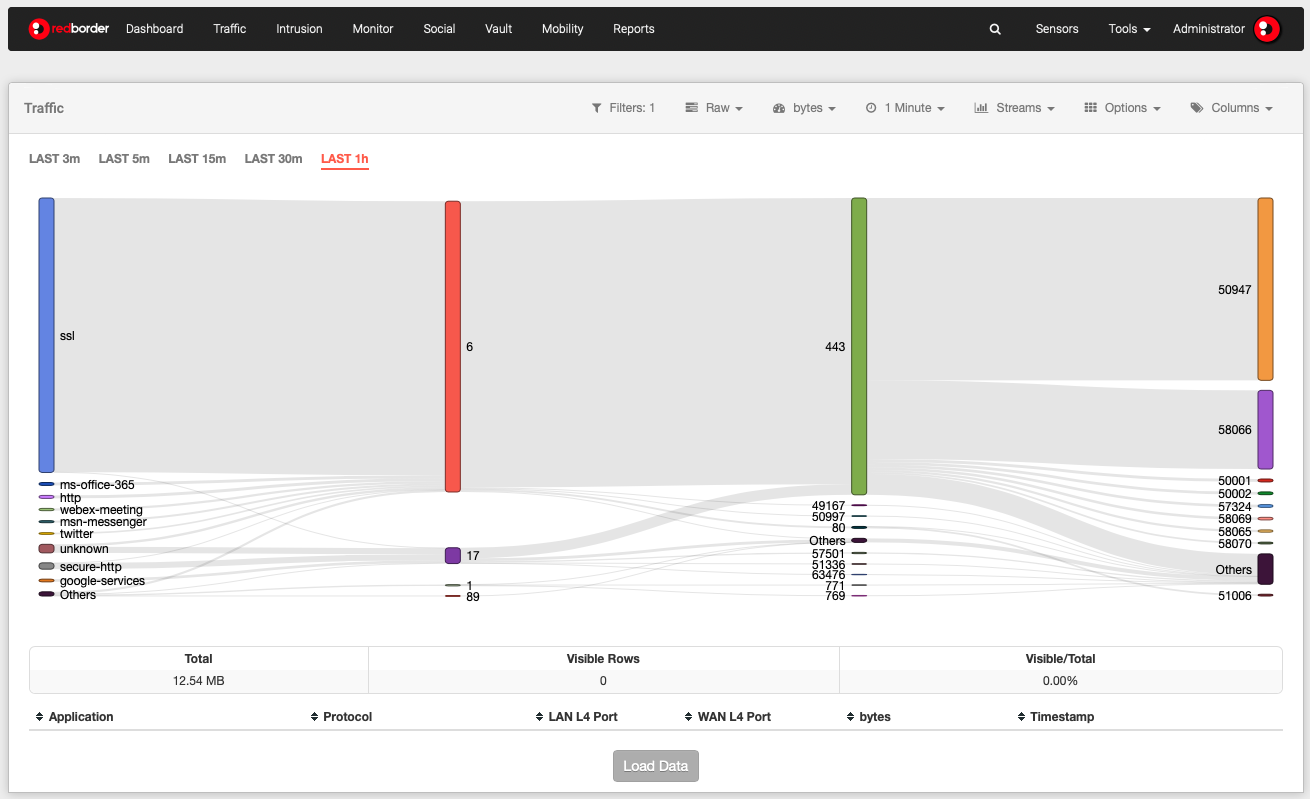 redborder Dashboard Traffic Intrusion Monitor Social Vault Mobility Reports Sensors Tools Administrator
Traffic Filters: 1 Raw bytes 1 Minute Streams Options Columns
LAST 3m LAST 5m LAST 15m LAST 30m LAST 1h
ssl
ms-office-365
http
webex-meeting
msn-messenger
twitter
unknown
secure-http
google-services
Others
6
17
1
89
443
49167
50997
80
Others
57501
51336
63476
771
769
50947
58066
50001
50002
57324
58069
58065
58070
Others
51006
Total Visible Rows Visible/Total
12.54 MB 0 0.00%
Application Protocol LAN L4 Port WAN L4 Port bytes Timestamp
Load Data